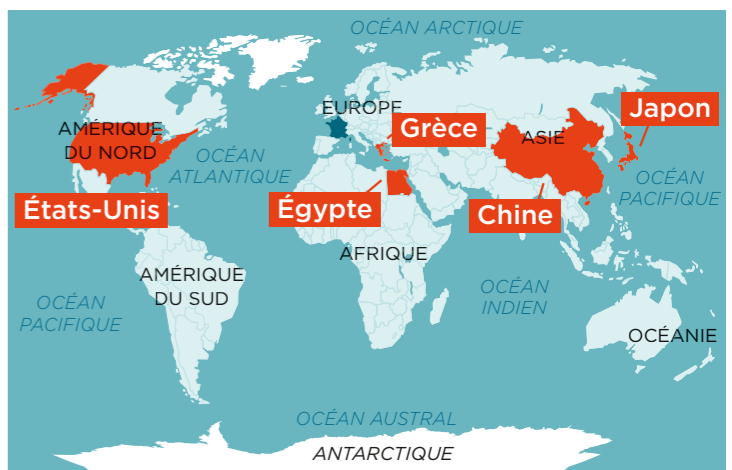 OCÉAN ARCTIQUE
EUROPE
Japon
Grèce
AMÉRIQUE
DU NORD
ASIE
OCÉAN
ATLANTIQUE
OCÉAN
PACIFIQUE
États-Unis
Égypte
Chine
AFRIQUE
AMÉRIQUE
DU SUD
OCÉAN
INDIEN
OCÉAN
PACIFIQUE
OCÉANIE
OCÉAN AUSTRAL
ANTARCTIQUE